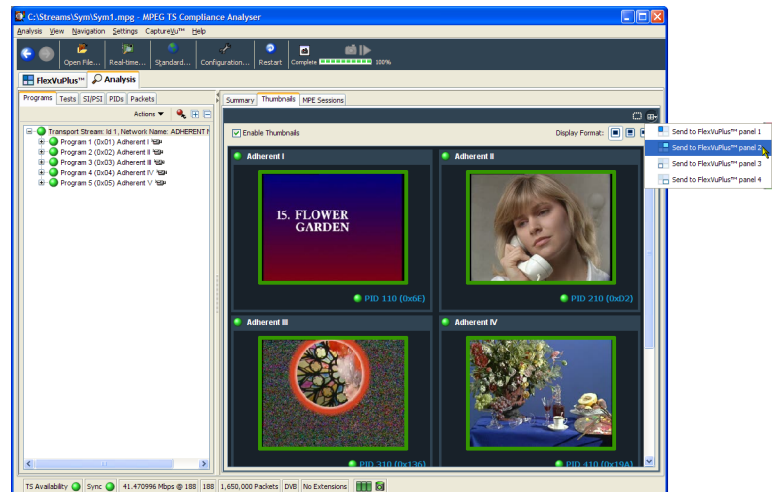 C:\Streams\Sym\Sym1.mpg - MPEG TS Compliance Analyser
Analysis View Navigation Settings CaptureVu™ Help
Open File... Real-time... Standard... Configuration... Restart Complete 100%
FlexVuPlus™ Analysis
Programs Tests SI/PSI PIDs Packets
Summary Thumbnails MPE Sessions
Actions
Transport Stream: Id 1, Network Name: ADHERENT
Program 1 (0x01) Adherent I
Program 2 (0x02) Adherent II
Program 3 (0x03) Adherent III
Program 4 (0x04) Adherent IV
Program 5 (0x05) Adherent V
Enable Thumbnails
Display Format:
Send to FlexVuPlus™ panel 1
Send to FlexVuPlus™ panel 2
Send to FlexVuPlus™ panel 3
Send to FlexVuPlus™ panel 4
Adherent I
15. FLOWER
GARDEN
PID 110 (0x6E)
Adherent II
PID 210 (0xD2)
Adherent III
PID 310 (0x136)
Adherent IV
PID 410 (0x19A)
TS Availability Sync 41.470996 Mbps @ 188 188 1,650,000 Packets DVB No Extensions